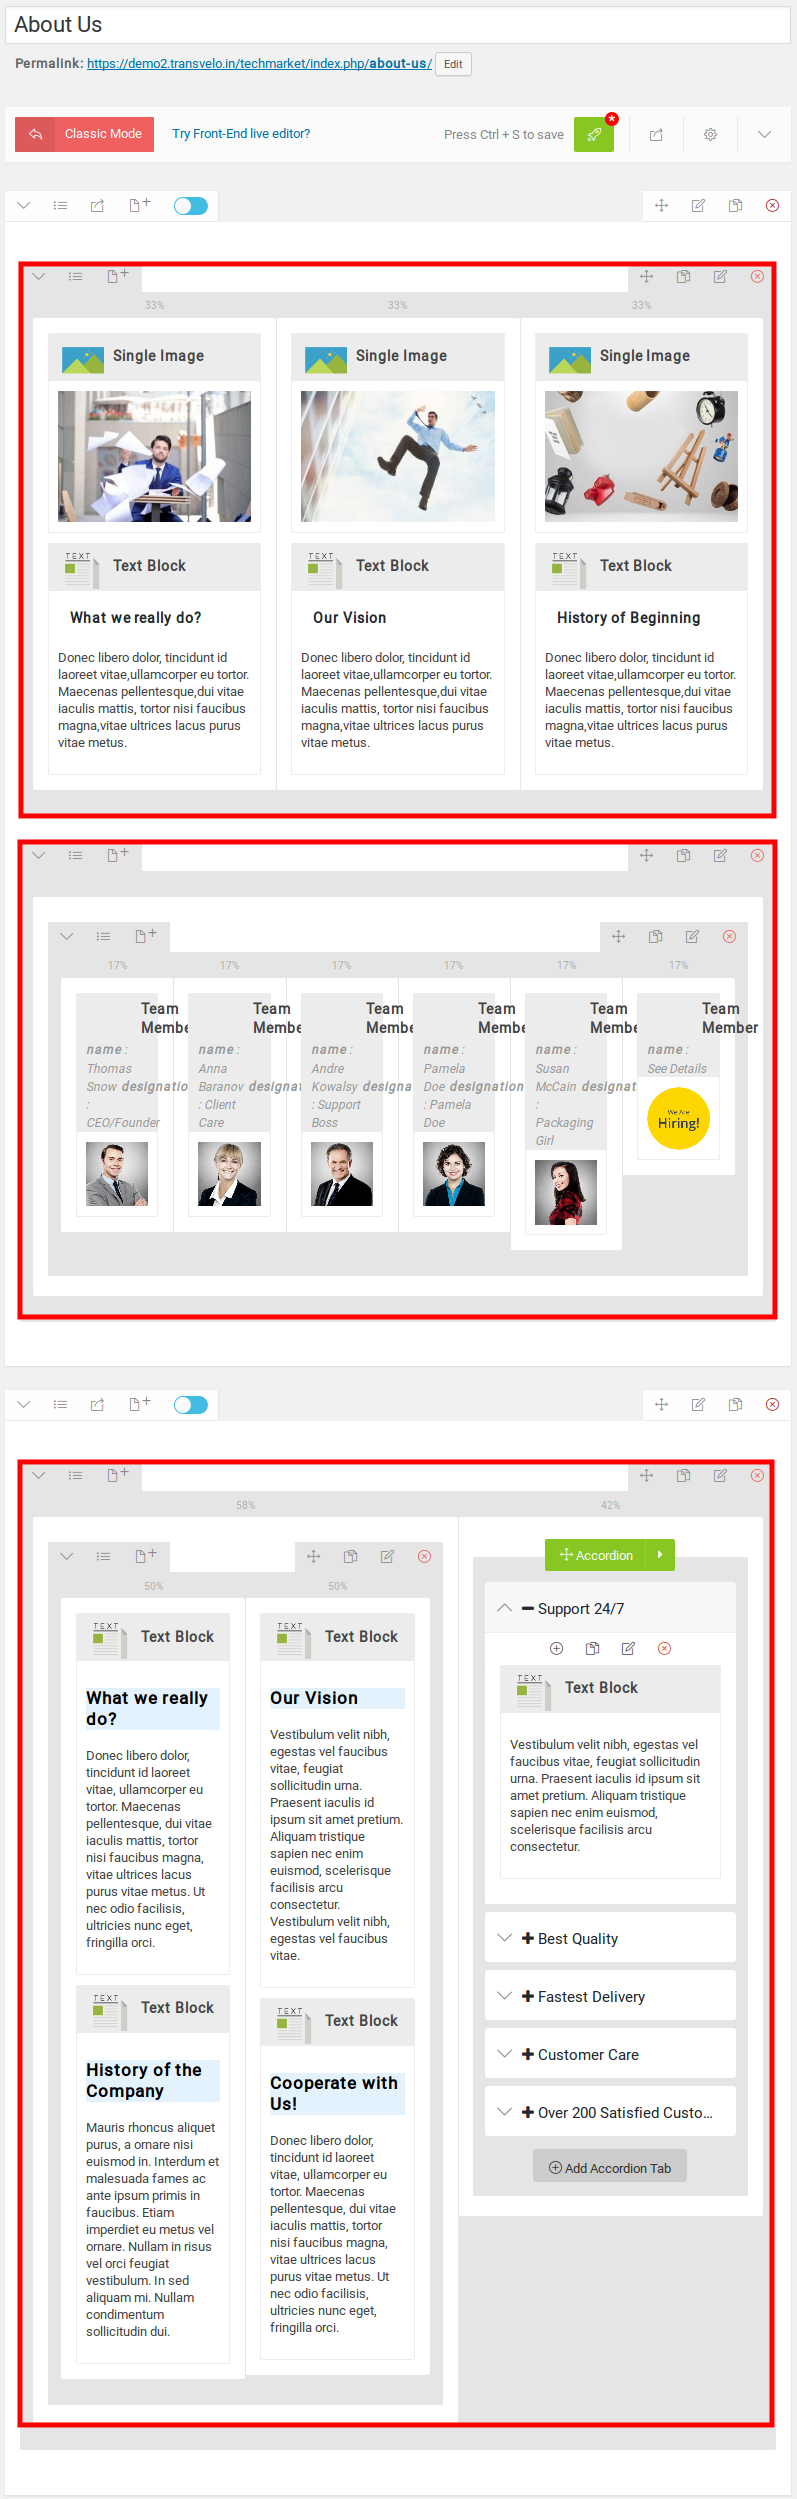 About Us
Permalink: https://demo2.transvelo.in/techmarket/index.php/about-us/ Edit
Classic Mode Try Front-End live editor? Press Ctrl + S to save *
33% 33% 33%
Single Image Single Image Single Image
TEXT Text Block TEXT Text Block TEXT Text Block
What we really do?
Donec libero dolor, tincidunt id
laoreet vitae,ullamcorper eu tortor.
Maecenas pellentesque,dui vitae
iaculis mattis, tortor nisi faucibus
magna,vitae ultrices lacus purus
vitae metus.
Our Vision
Donec libero dolor, tincidunt id
laoreet vitae,ullamcorper eu tortor.
Maecenas pellentesque,dui vitae
iaculis mattis, tortor nisi faucibus
magna,vitae ultrices lacus purus
vitae metus.
History of Beginning
Donec libero dolor, tincidunt id
laoreet vitae,ullamcorper eu tortor.
Maecenas pellentesque,dui vitae
iaculis mattis, tortor nisi faucibus
magna,vitae ultrices lacus purus
vitae metus.
17% 17% 17% 17% 17% 17%
Team
Membe
name :
Thomas
Snow designatio
:
CEO/Founder
Team
Membe
name :
Anna
Baranov designat
: Client
Care
Team
Membe
name :
Andre
Kowalsy designa
: Support
Boss
Team
Membe
name :
Pamela
Doe designation
: Pamela
Doe
Team
Membe
name :
Susan
McCain designat
:
Packaging
Girl
Team
Member
name :
See Details
We Are
Hiring!
58% 42%
50% 50%
TEXT Text Block
What we really
do?
Donec libero dolor,
tincidunt id laoreet
vitae, ullamcorper eu
tortor. Maecenas
pellentesque, dui vitae
iaculis mattis, tortor
nisi faucibus magna,
vitae ultrices lacus
purus vitae metus. Ut
nec odio facilisis,
ultricies nunc eget,
fringilla orci.
TEXT Text Block
History of the
Company
Mauris rhoncus aliquet
purus, a ornare nisi
euismod in. Interdum et
malesuada fames ac
ante ipsum primis in
faucibus. Etiam
imperdiet eu metus vel
ornare. Nullam in risus
vel orci feugiat
vestibulum. In sed
aliquam mi. Nullam
condimentum
sollicitudin dui.
TEXT Text Block
Our Vision
Vestibulum velit nibh,
egestas vel faucibus
vitae, feugiat
sollicitudin urna.
Praesent iaculis id
ipsum sit amet pretium.
Aliquam tristique
sapien nec enim
euismod, scelerisque
facilisis arcu
consectetur.
Vestibulum velit nibh,
egestas vel faucibus
vitae.
TEXT Text Block
Cooperate with
Us!
Donec libero dolor,
tincidunt id laoreet
vitae, ullamcorper eu
tortor. Maecenas
pellentesque, dui vitae
iaculis mattis, tortor
nisi faucibus magna,
vitae ultrices lacus
purus vitae metus. Ut
nec odio facilisis,
ultricies nunc eget,
fringilla orci.
Accordion
Support 24/7
TEXT Text Block
Vestibulum velit nibh, egestas vel
faucibus vitae, feugiat sollicitudin
urna. Praesent iaculis id ipsum sit
amet pretium. Aliquam tristique
sapien nec enim euismod,
scelerisque facilisis arcu
consectetur.
Best Quality
Fastest Delivery
Customer Care
Over 200 Satisfied Custo...
Add Accordion Tab